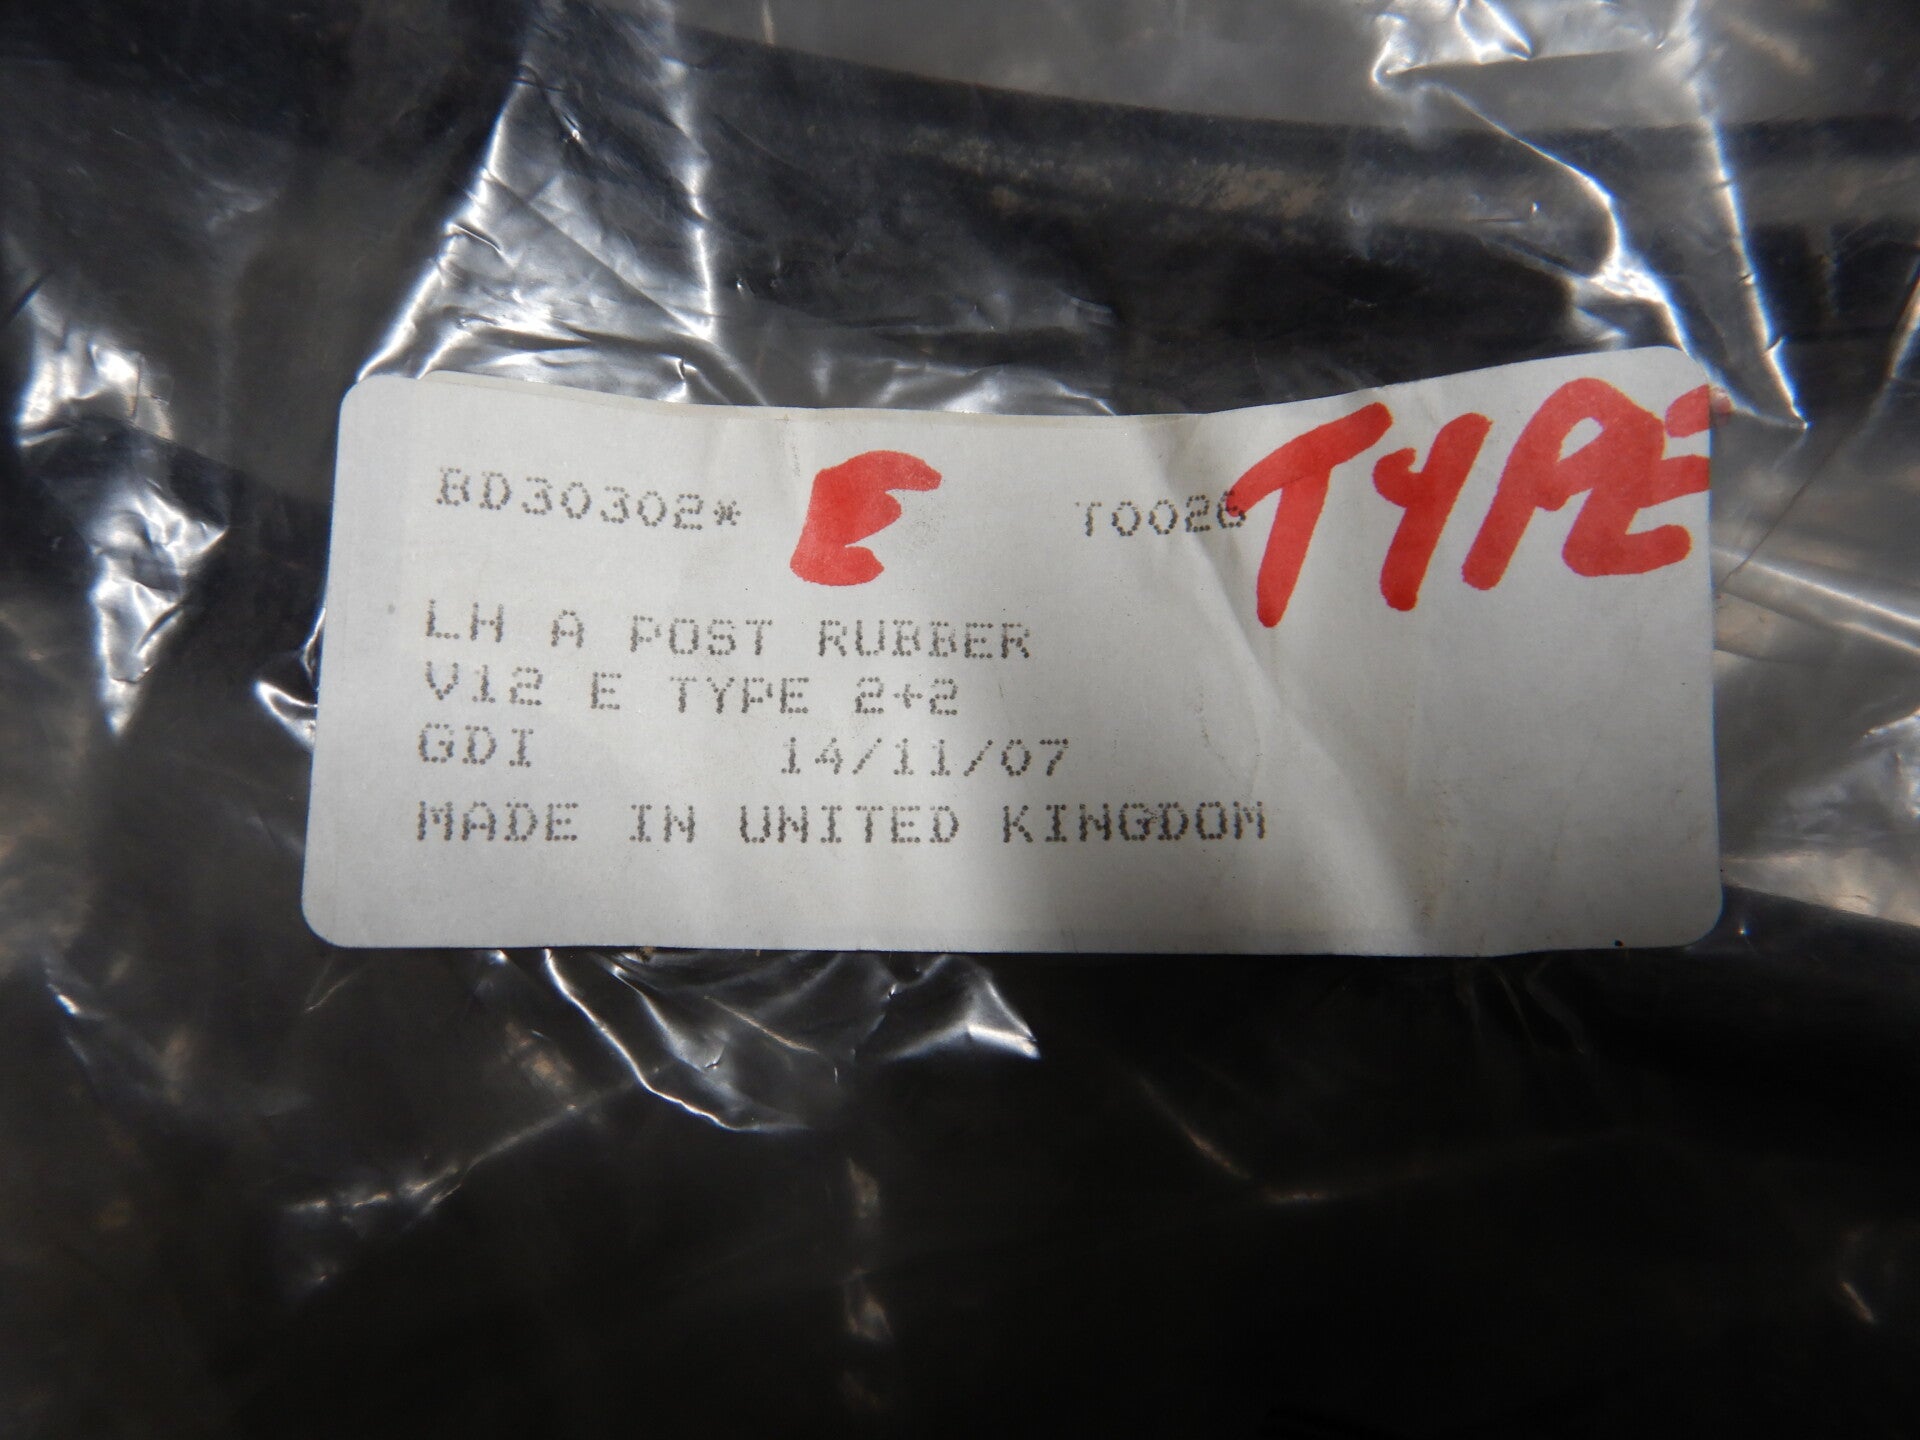 BD30302* E T0026 TYPE
LH A POST RUBBER
V12 E TYPE 2+2
GDI 14/11/07
MADE IN UNITED KINGDOM